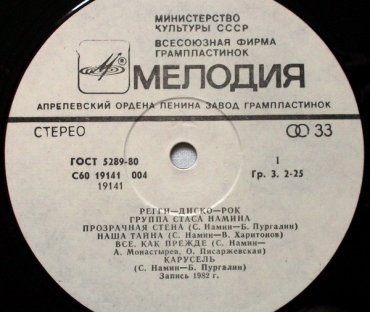 МИНИСТЕРСТВО
КУЛЬТУРЫ СССР
ВСЕСОЮЗНАЯ ФИРМА
ГРАМПЛАСТИНОК
МЕЛОДИЯ
АПРЕЛЕВСКИЙ ОРДЕНА ЛЕНИНА ЗАВОД ГРАМПЛАСТИНОК
СТЕРЕО 33
ГОСТ 5289-80 1
С60 19141 004 Гр. 3. 2-25
19141
РЕГГИ—ДИСКО—РОК
ГРУППА СТАСА НАМИНА
ПРОЗРАЧНАЯ СТЕНА (С. Намин—Б. Пургалин)
НАША ТАЙНА (С. Намин—В. Харитонов)
ВСЕ, КАК ПРЕЖДЕ (С. Намин—
А. Монастырев, О. Писаржевская)
КАРУСЕЛЬ
(С. Намин—Б. Пургалин)
Запись 1982 г.